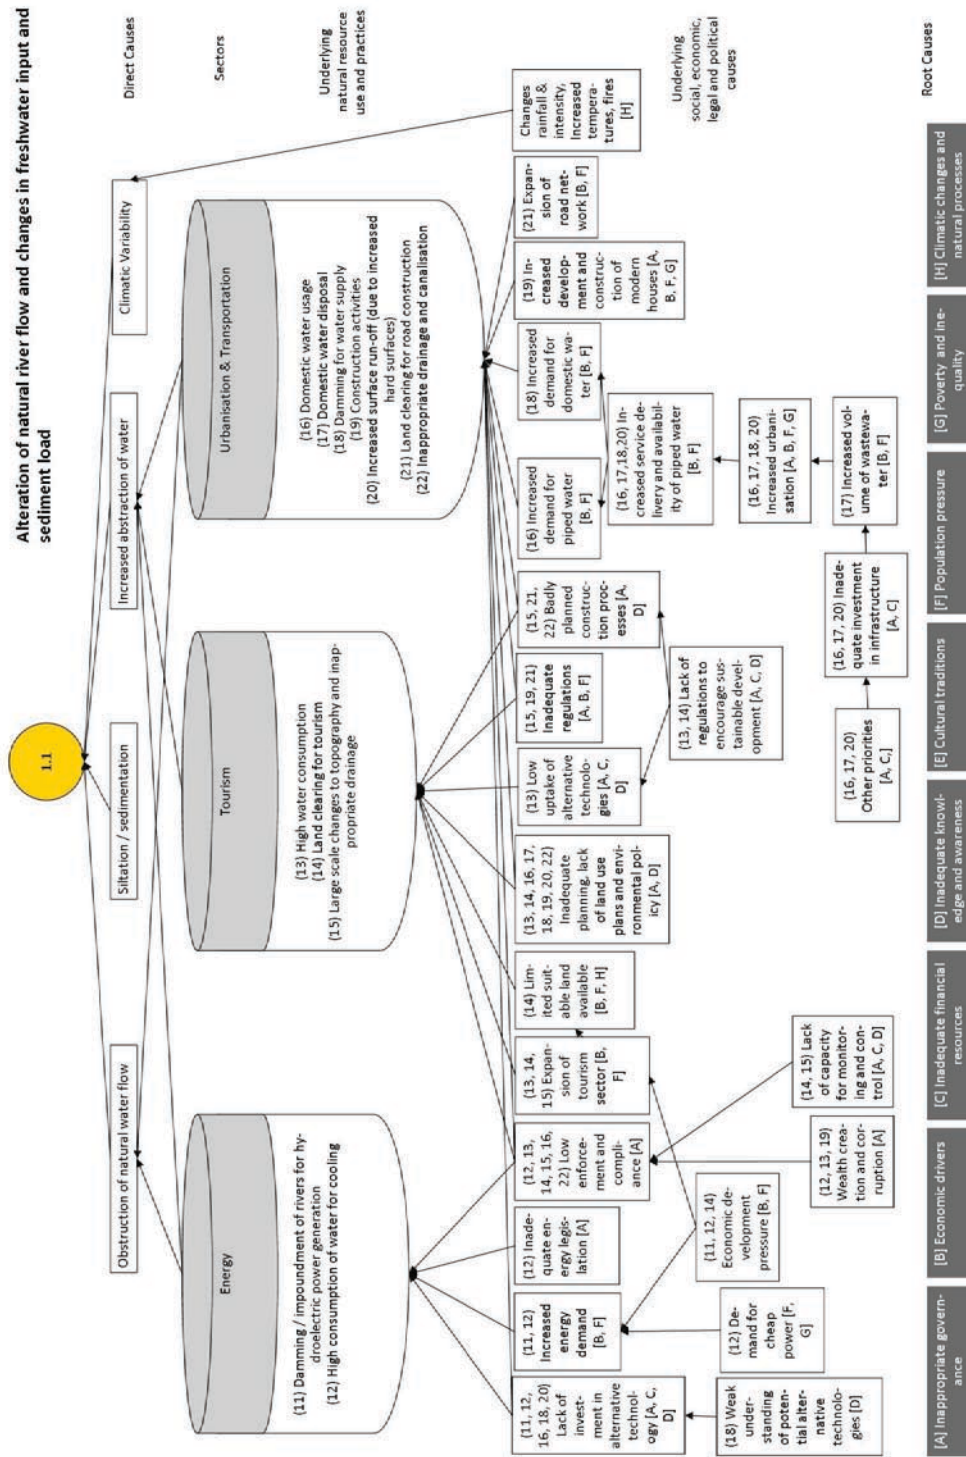 Alteration of natural river flow and changes in freshwater input and
sediment load
1.1
Direct Causes
Obstruction of natural water flow
Siltation / sedimentation
Increased abstraction of water
Climatic Variability
Sectors
Energy
Tourism
Urbanisation & Transportation
Underlying
natural resource
use and practices
(11) Damming / impoundment of rivers for hy-
droelectric power generation
(12) High consumption of water for cooling
(13) High water consumption
(14) Land clearing for tourism
(15) Large scale changes to topography and inap-
propriate drainage
(16) Domestic water usage
(17) Domestic water disposal
(18) Damming for water supply
(19) Construction activities
(20) Increased surface run-off (due to increased
hard surfaces)
(21) Land clearing for road construction
(22) Inappropriate drainage and canalisation
Underlying
social, economic,
legal and political
causes
(11, 12,
16, 18, 20)
Lack of
invest-
ment in
alternative
technol-
ogy [A, C,
D]
(11, 12)
Increased
energy
demand
[B, F]
(12) Inade-
quate en-
ergy legis-
lation [A]
(12, 13,
14, 15, 16,
22) Low
enforce-
ment and
compli-
ance [A]
(13, 14,
15) Expan-
sion of
tourism
sector [B,
F]
(14) Lim-
ited suit-
able land
available
[B, F, H]
(13, 14, 16, 17,
18, 19, 20, 22)
Inadequate
planning, lack
of land use
plans and envi-
ronmental pol-
icy [A, D]
(13) Low
uptake of
alternative
technolo-
gies [A, C,
D]
(15, 19, 21)
Inadequate
regulations
[A, B, F]
(15, 21,
22) Badly
planned
construc-
tion proc-
esses [A,
D]
(16) Increased
demand for
piped water
[B, F]
(18) Increased
demand for
domestic wa-
ter [B, F]
(19) In-
creased
develop-
ment and
construc-
tion of
modern
houses [A,
B, F, G]
(21) Expan-
sion of
road net-
work [B, F]
Changes
rainfall &
intensity,
Increased
tempera-
tures, fires
[H]
(18) Weak
under-
standing
of poten-
tial alter-
native
technolo-
gies [D]
(12) De-
mand for
cheap
power [F,
G]
(11, 12, 14)
Economic de-
velopment
pressure [B, F]
(12, 13, 19)
Wealth crea-
tion and cor-
ruption [A]
(14, 15) Lack
of capacity
for monitor-
ing and con-
trol [A, C, D]
(13, 14) Lack of
regulations to
encourage sus-
tainable devel-
opment [A, C, D]
(16, 17,18,20) In-
creased service de-
livery and availabil-
ity of piped water
[B, F]
(16, 17, 18, 20)
Increased urbani-
sation [A, B, F, G]
(17) Increased vol-
ume of wastewa-
ter [B, F]
(16, 17, 20) Inade-
quate investment
in infrastructure
[A, C]
(16, 17, 20)
Other priorities
[A, C,]
Root Causes
[A] Inappropriate govern-
ance
[B] Economic drivers
[C] Inadequate financial
resources
[D] Inadequate knowl-
edge and awareness
[E] Cultural traditions
[F] Population pressure
[G] Poverty and ine-
quality
[H] Climatic changes and
natural processes